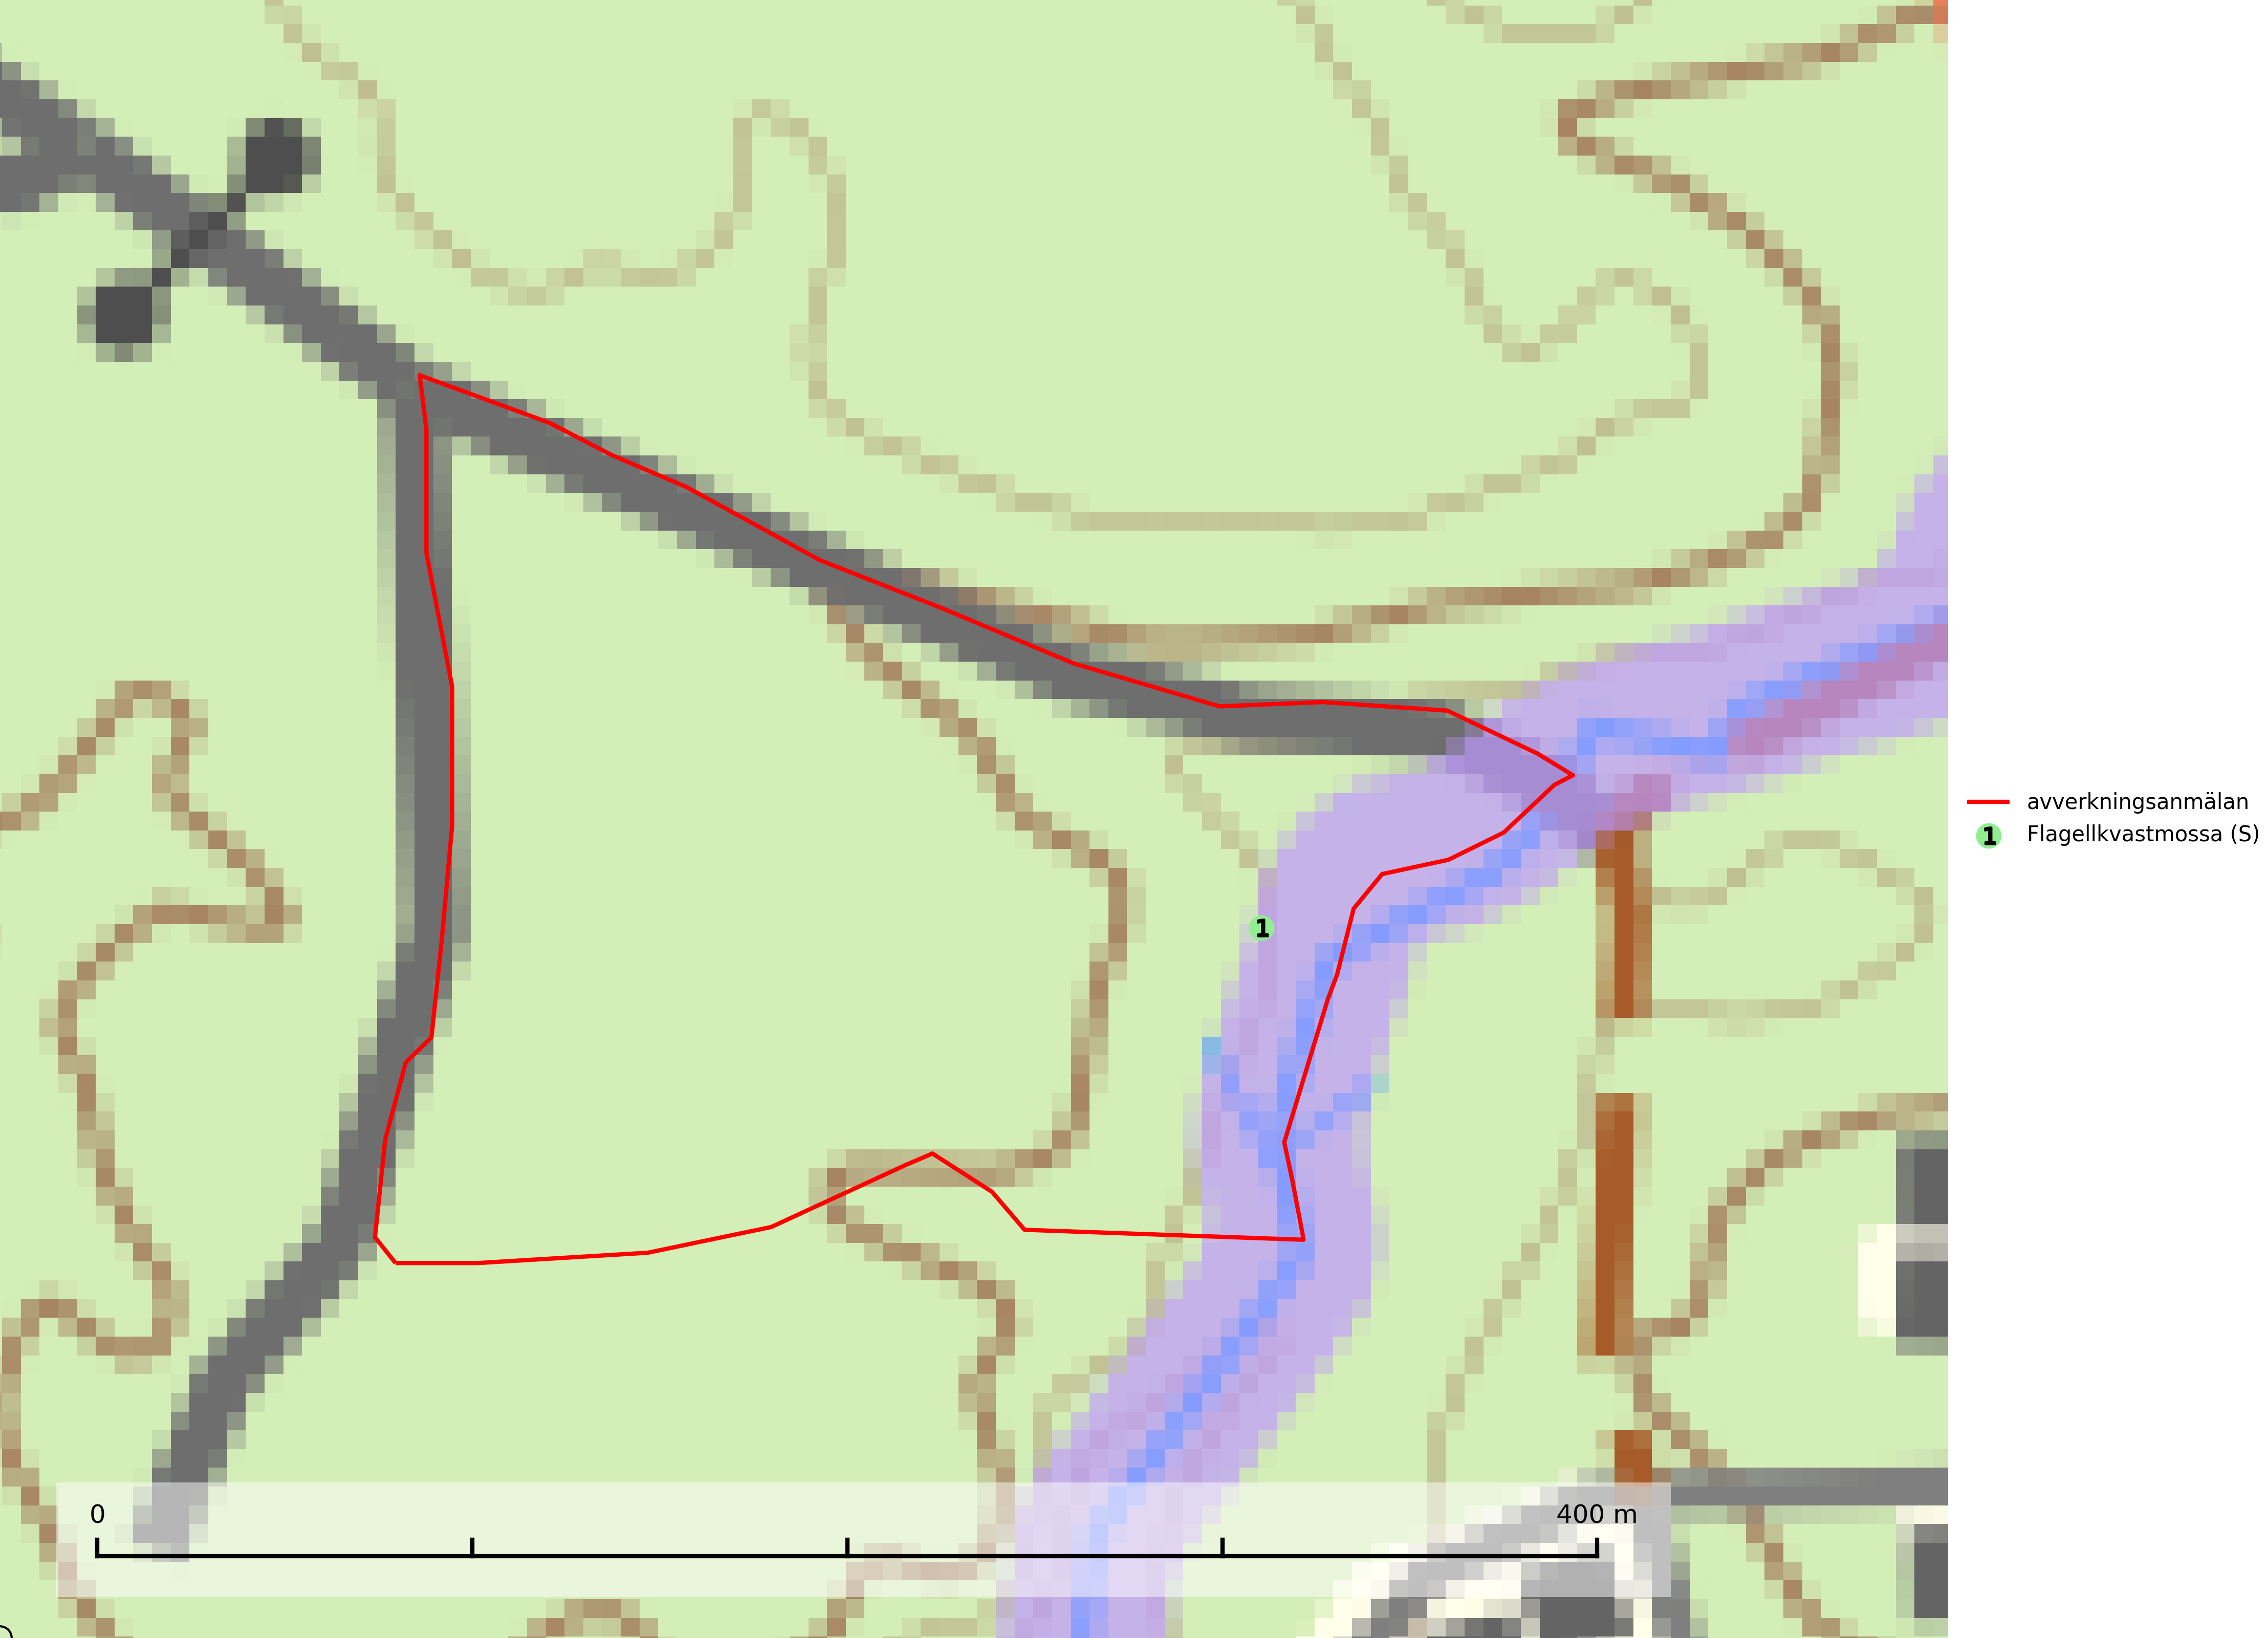 avverkningsanmälan
1 Flagellkvastmossa (S)
1
0 400 m